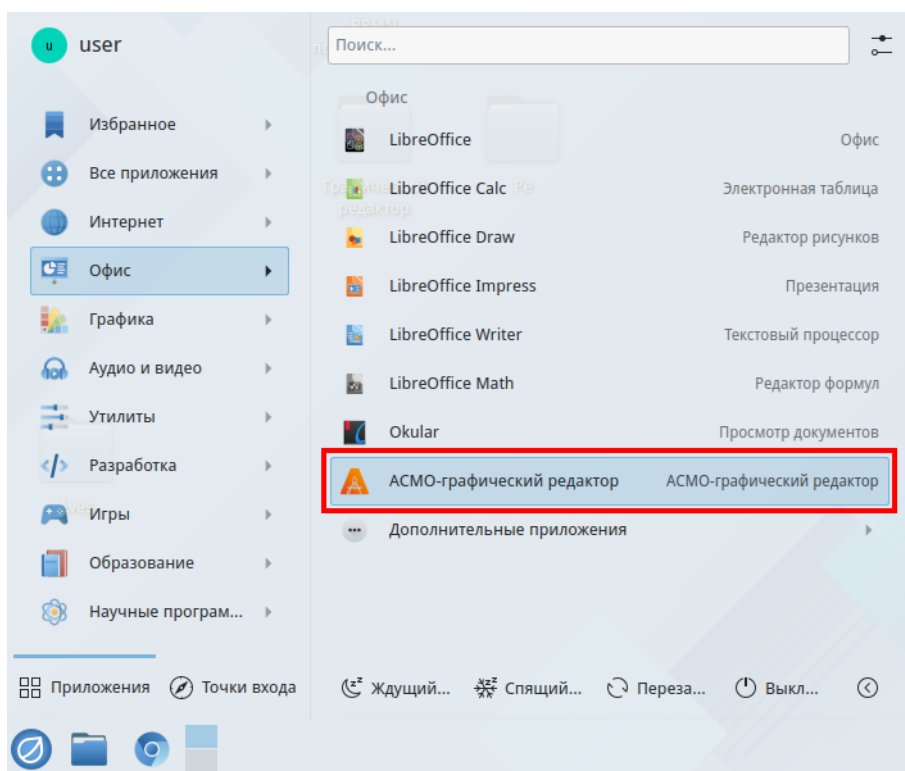 u user
Поиск...
Избранное
Все приложения
Интернет
Офис
Графика
Аудио и видео
Утилиты
Разработка
Игры
Образование
Научные програм...
Офис
LibreOffice Офис
LibreOffice Calc Электронная таблица
LibreOffice Draw Редактор рисунков
LibreOffice Impress Презентация
LibreOffice Writer Текстовый процессор
LibreOffice Math Редактор формул
Okular Просмотр документов
АСМО-графический редактор АСМО-графический редактор
Дополнительные приложения
Приложения Точки входа
Ждущий... Спящий... Переза... Выкл...